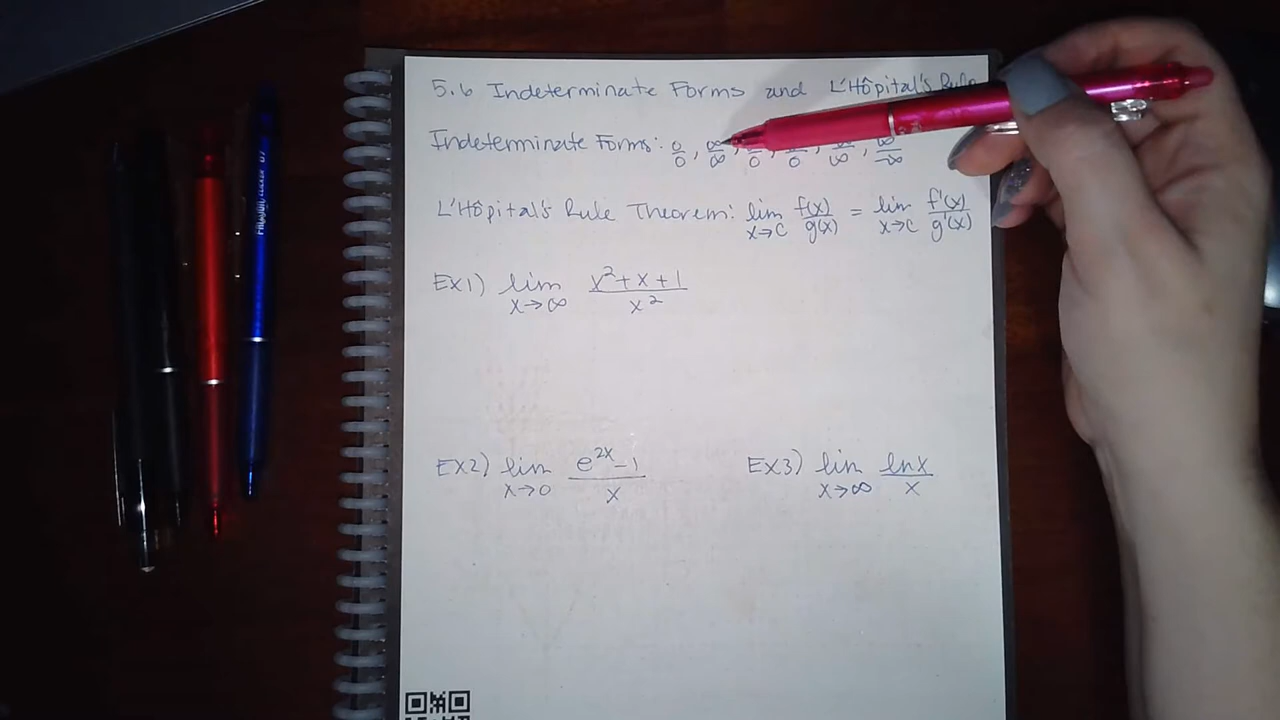 5.6 Indeterminate Forms and L'Hôpital's Rule
Indeterminate Forms: 0/0, ∞/∞,
L'Hôpital's Rule Theorem: lim x→c f(x)/g(x) = lim x→c f'(x)/g'(x)
EX1) lim x→∞ x²+x+1/x²
EX2) lim x→0 e^2x-1/x
EX3) lim x→∞ lnx/x